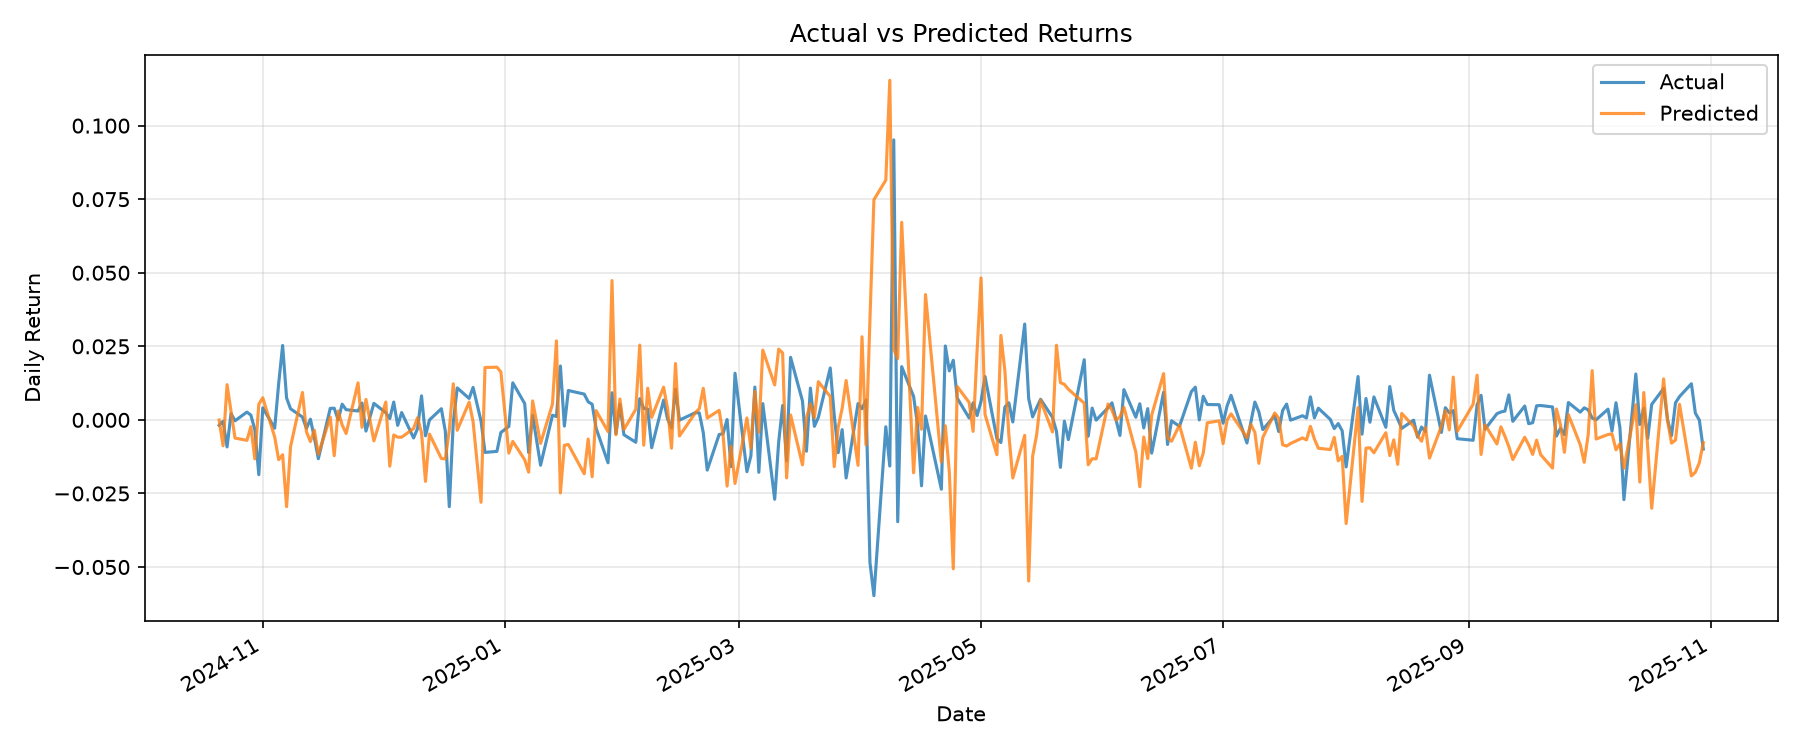 Actual vs Predicted Returns
Actual
Predicted
0.100
0.075
0.050
0.025
0.000
−0.025
−0.050
Daily Return
2024-11
2025-01
2025-03
2025-05
2025-07
2025-09
2025-11
Date